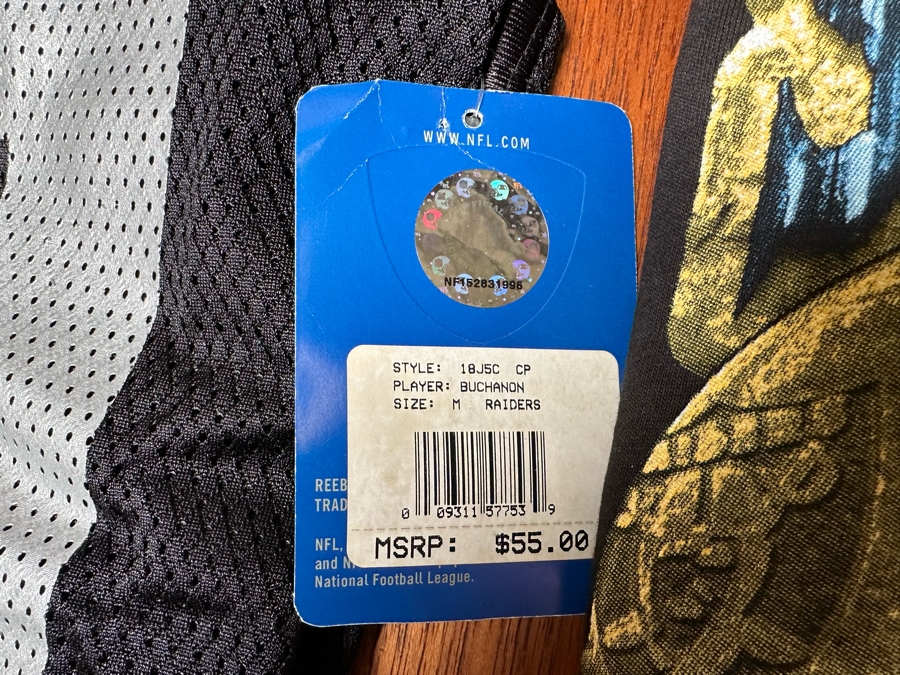 WWW.NFL.COM
NF152831996
STYLE: 18J5C CP
PLAYER: BUCHANON
SIZE: M RAIDERS
0 09311 57753 9
MSRP: $55.00
REEB
TRAD
NFL,
and N
National Football League.